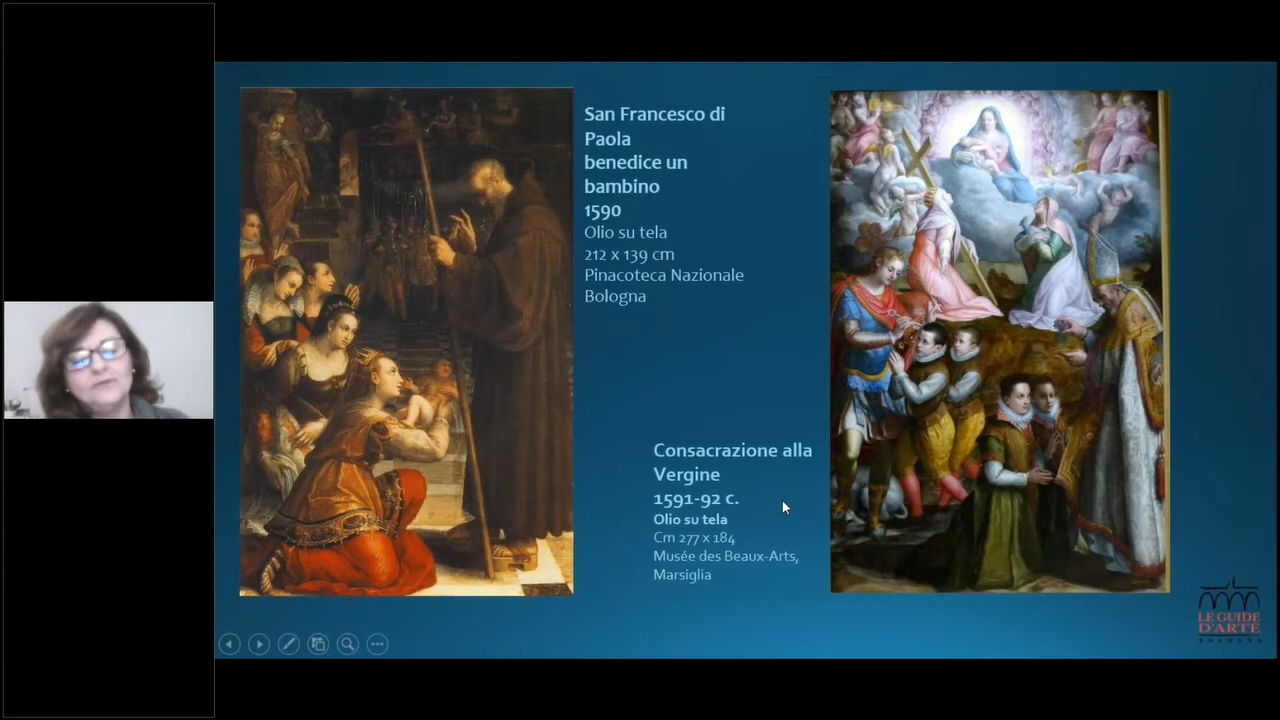 San Francesco di
Paola
benedice un
bambino
1590
Olio su tela
212 x 139 cm
Pinacoteca Nazionale
Bologna
Consacrazione alla
Vergine
1591-92 c.
Olio su tela
Cm 277 x 184
Musée des Beaux-Arts,
Marsiglia
LE GUIDE
D'ARTE
BOLOGNA